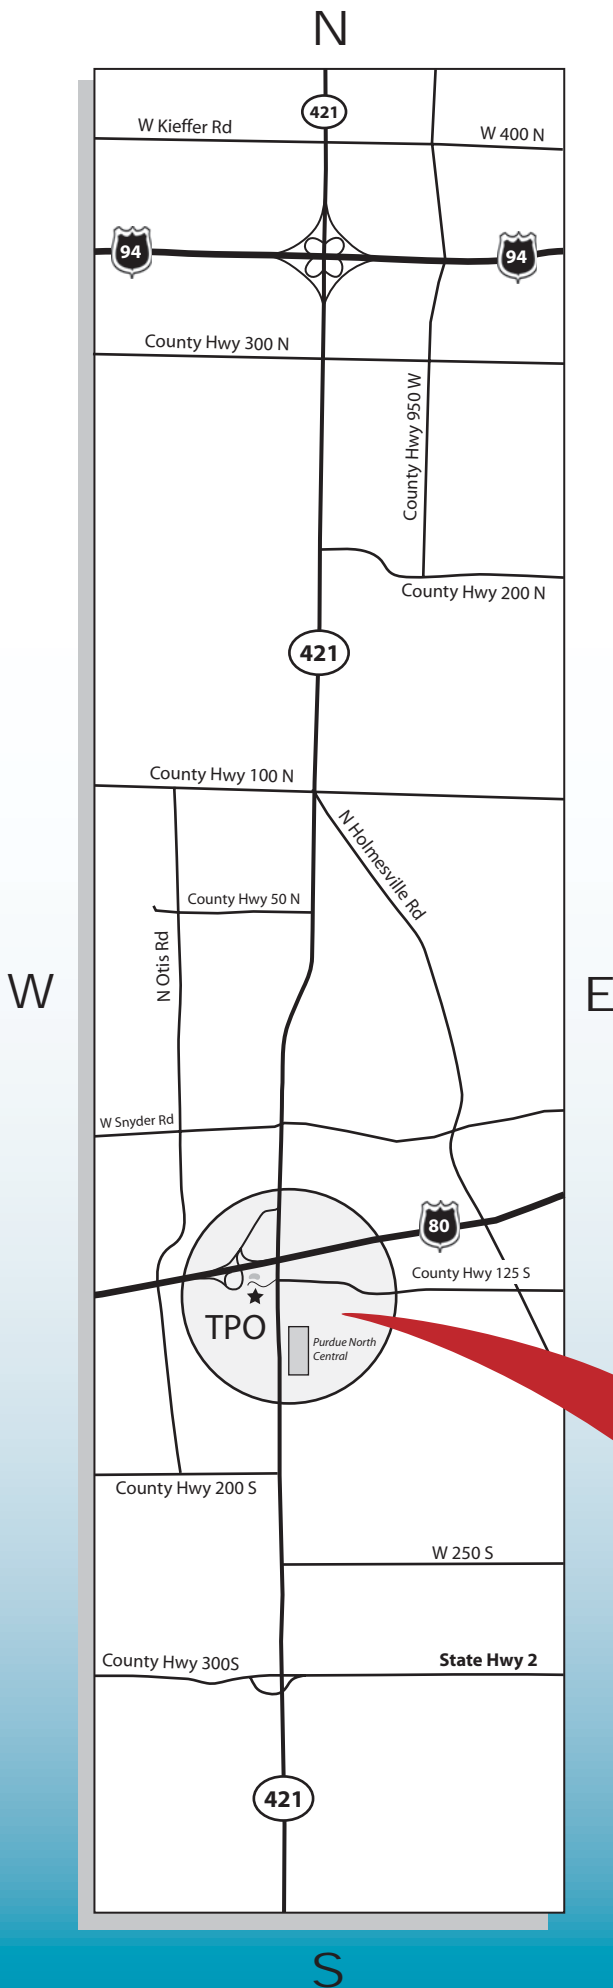 N
421
W Kieffer Rd
W 400 N
94
94
County Hwy 300 N
County Hwy 950 W
County Hwy 200 N
421
County Hwy 100 N
N Holmesville Rd
County Hwy 50 N
N Otis Rd
W
E
W Snyder Rd
80
County Hwy 125 S
TPO
Purdue North
Central
County Hwy 200 S
W 250 S
County Hwy 300S
State Hwy 2
421
S